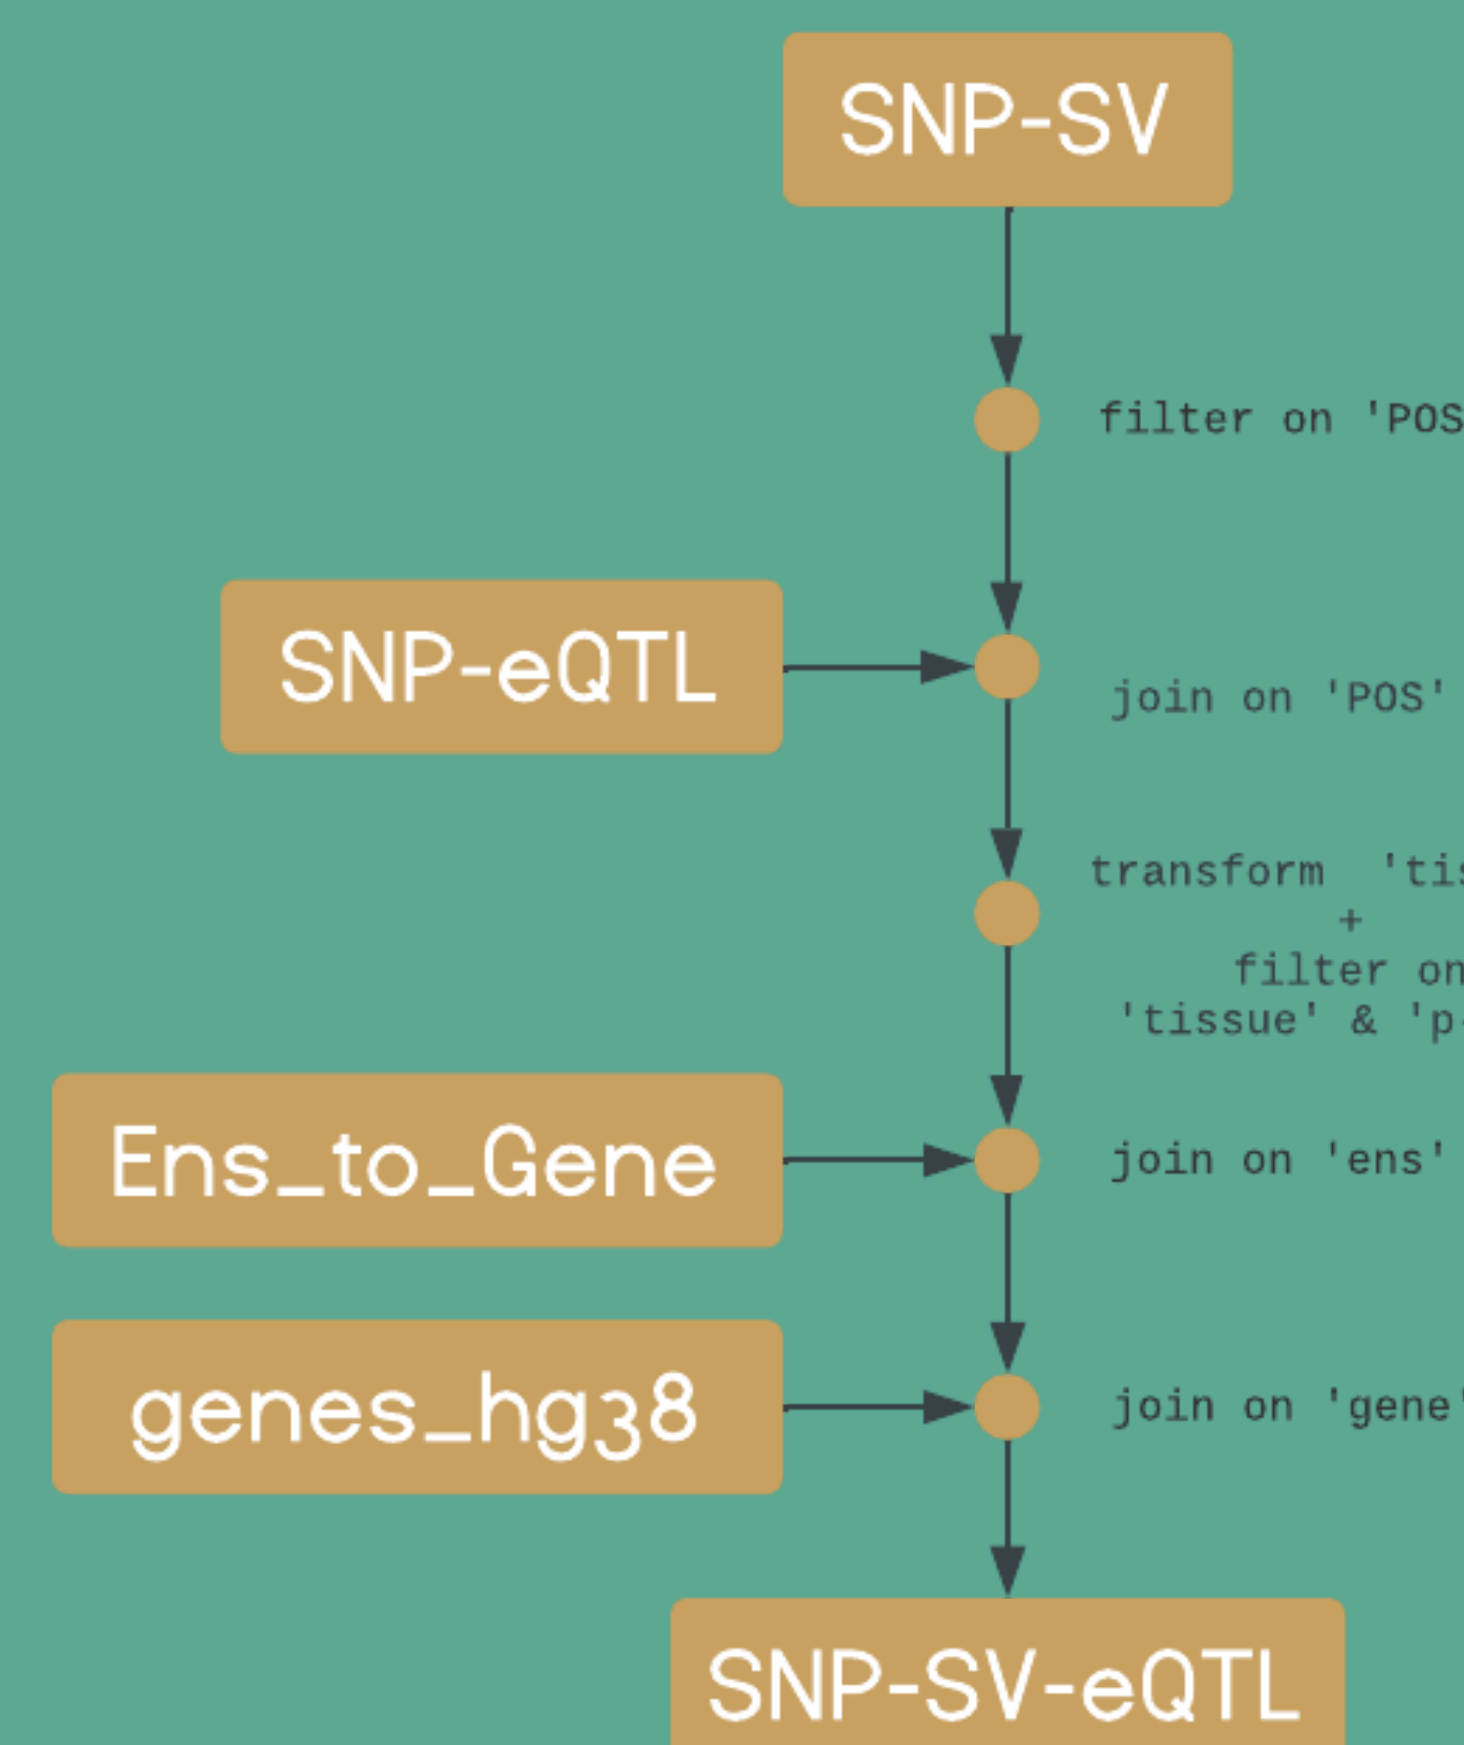 SNP-SV
filter on 'POS
SNP-eQTL
join on 'POS'
transform 'tis
+
filter on
'tissue' & 'p-
Ens_to_Gene
join on 'ens'
genes_hg38
join on 'gene'
SNP-SV-eQTL